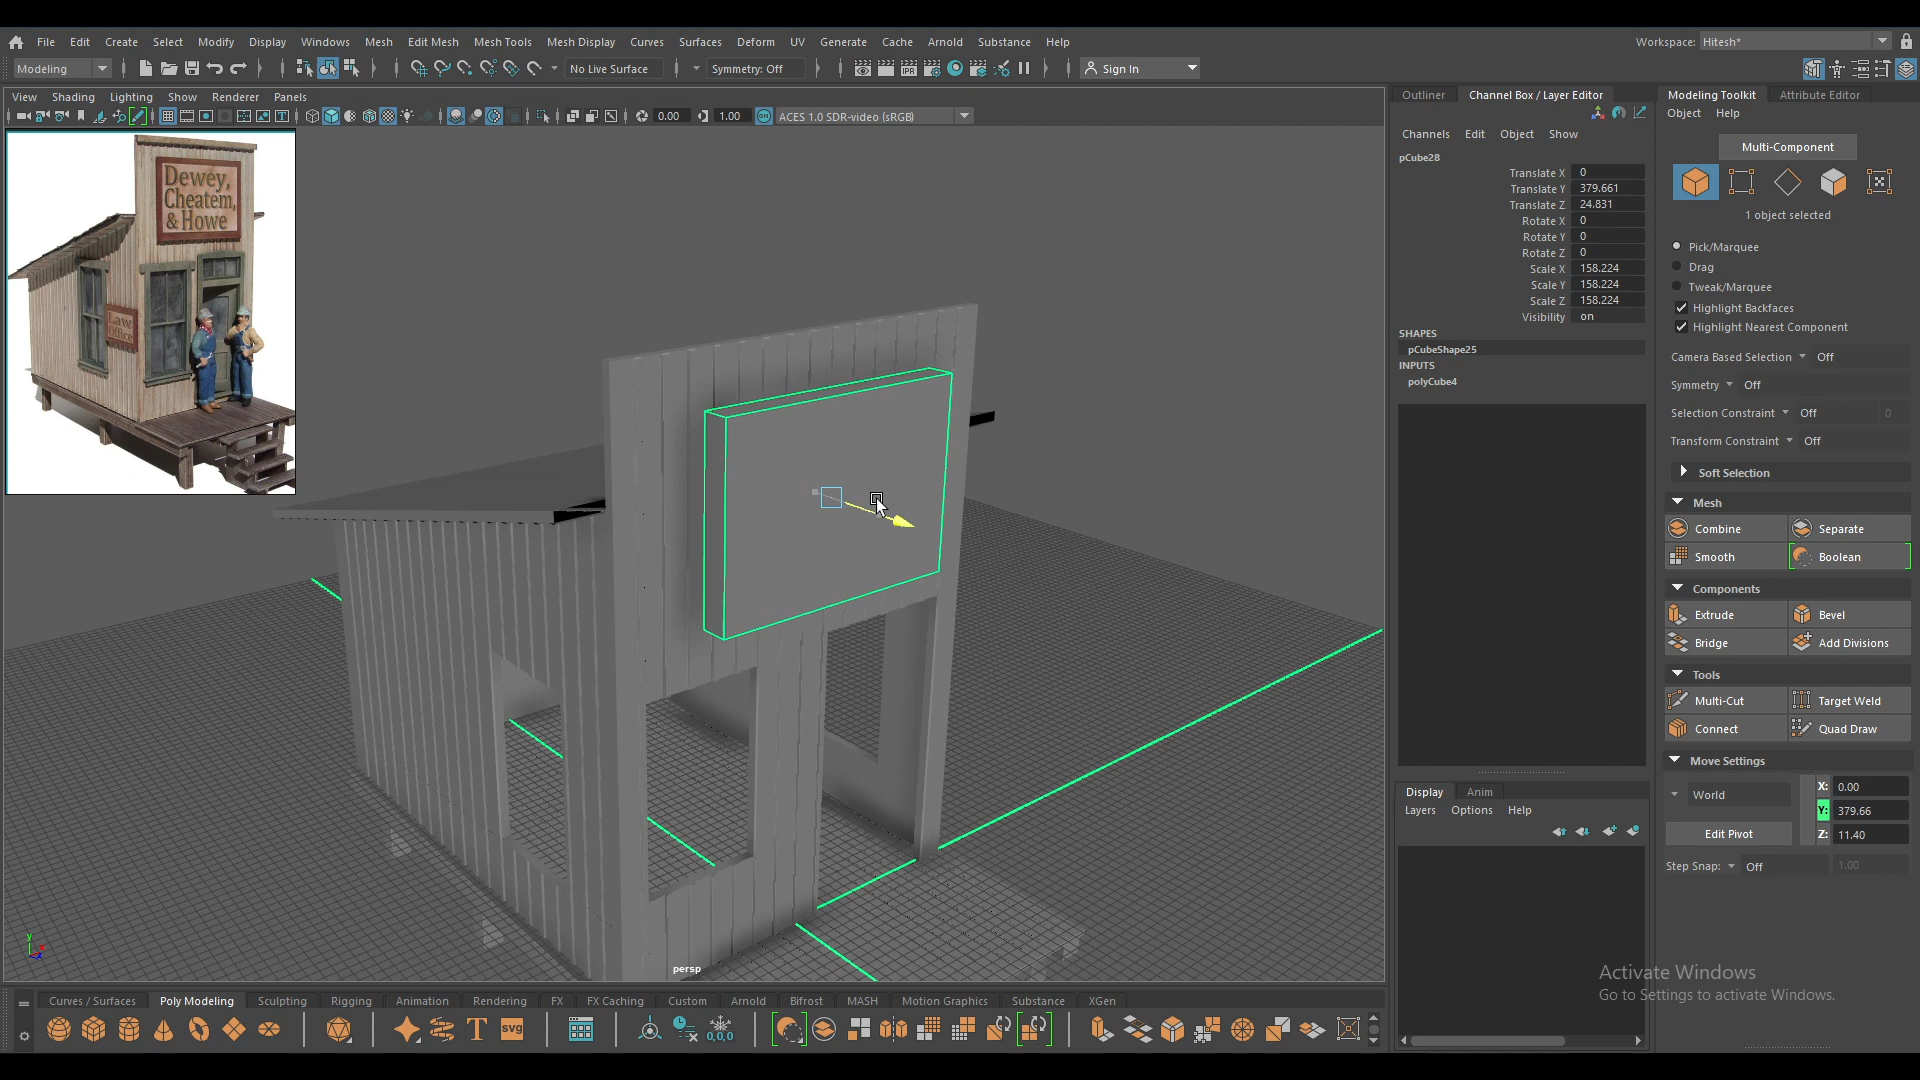 File Edit Create Select Modify Display Windows Mesh Edit Mesh Mesh Tools Mesh Display Curves Surfaces Deform UV Generate Cache Arnold Substance Help
Workspace: Hitesh*
Modeling
No Live Surface
Symmetry: Off
Sign In
View Shading Lighting Show Renderer Panels
0.00
1.00
ACES 1.0 SDR-video (sRGB)
Dewey,
Cheatem,
& Howe
Law
Office
persp
Outliner Channel Box / Layer Editor
Channels Edit Object Show
pCube28
Translate X 0
Translate Y 379.661
Translate Z 24.831
Rotate X 0
Rotate Y 0
Rotate Z 0
Scale X 158.224
Scale Y 158.224
Scale Z 158.224
Visibility on
SHAPES
pCubeShape25
INPUTS
polyCube4
Display Anim
Layers Options Help
Modeling Toolkit Attribute Editor
Object Help
Multi-Component
1 object selected
Pick/Marquee
Drag
Tweak/Marquee
Highlight Backfaces
Highlight Nearest Component
Camera Based Selection Off
Symmetry Off
Selection Constraint Off 0
Transform Constraint Off
Soft Selection
Mesh
Combine Separate
Smooth Boolean
Components
Extrude Bevel
Bridge Add Divisions
Tools
Multi-Cut Target Weld
Connect Quad Draw
Move Settings
World X: 0.00
Y: 379.66
Edit Pivot Z: 11.40
Step Snap: Off 1.00
Activate Windows
Go to Settings to activate Windows.
Curves / Surfaces Poly Modeling Sculpting Rigging Animation Rendering FX FX Caching Custom Arnold Bifrost MASH Motion Graphics Substance XGen
T svg 0,0,0